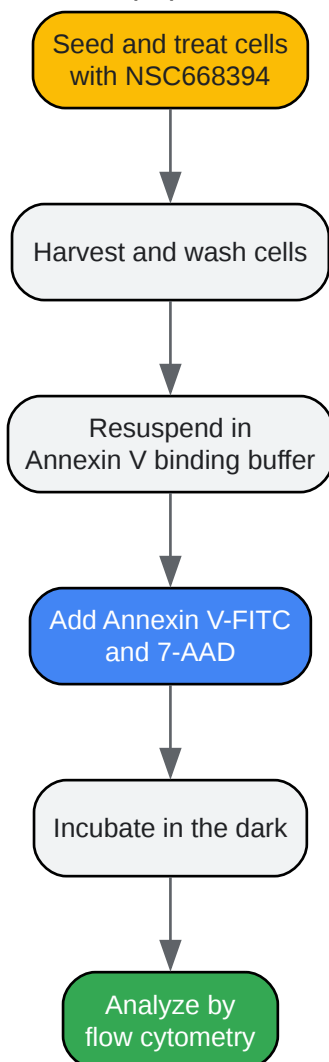 Seed and treat cells
with NSC668394
Harvest and wash cells
Resuspend in
Annexin V binding buffer
Add Annexin V-FITC
and 7-AAD
Incubate in the dark
Analyze by
flow cytometry